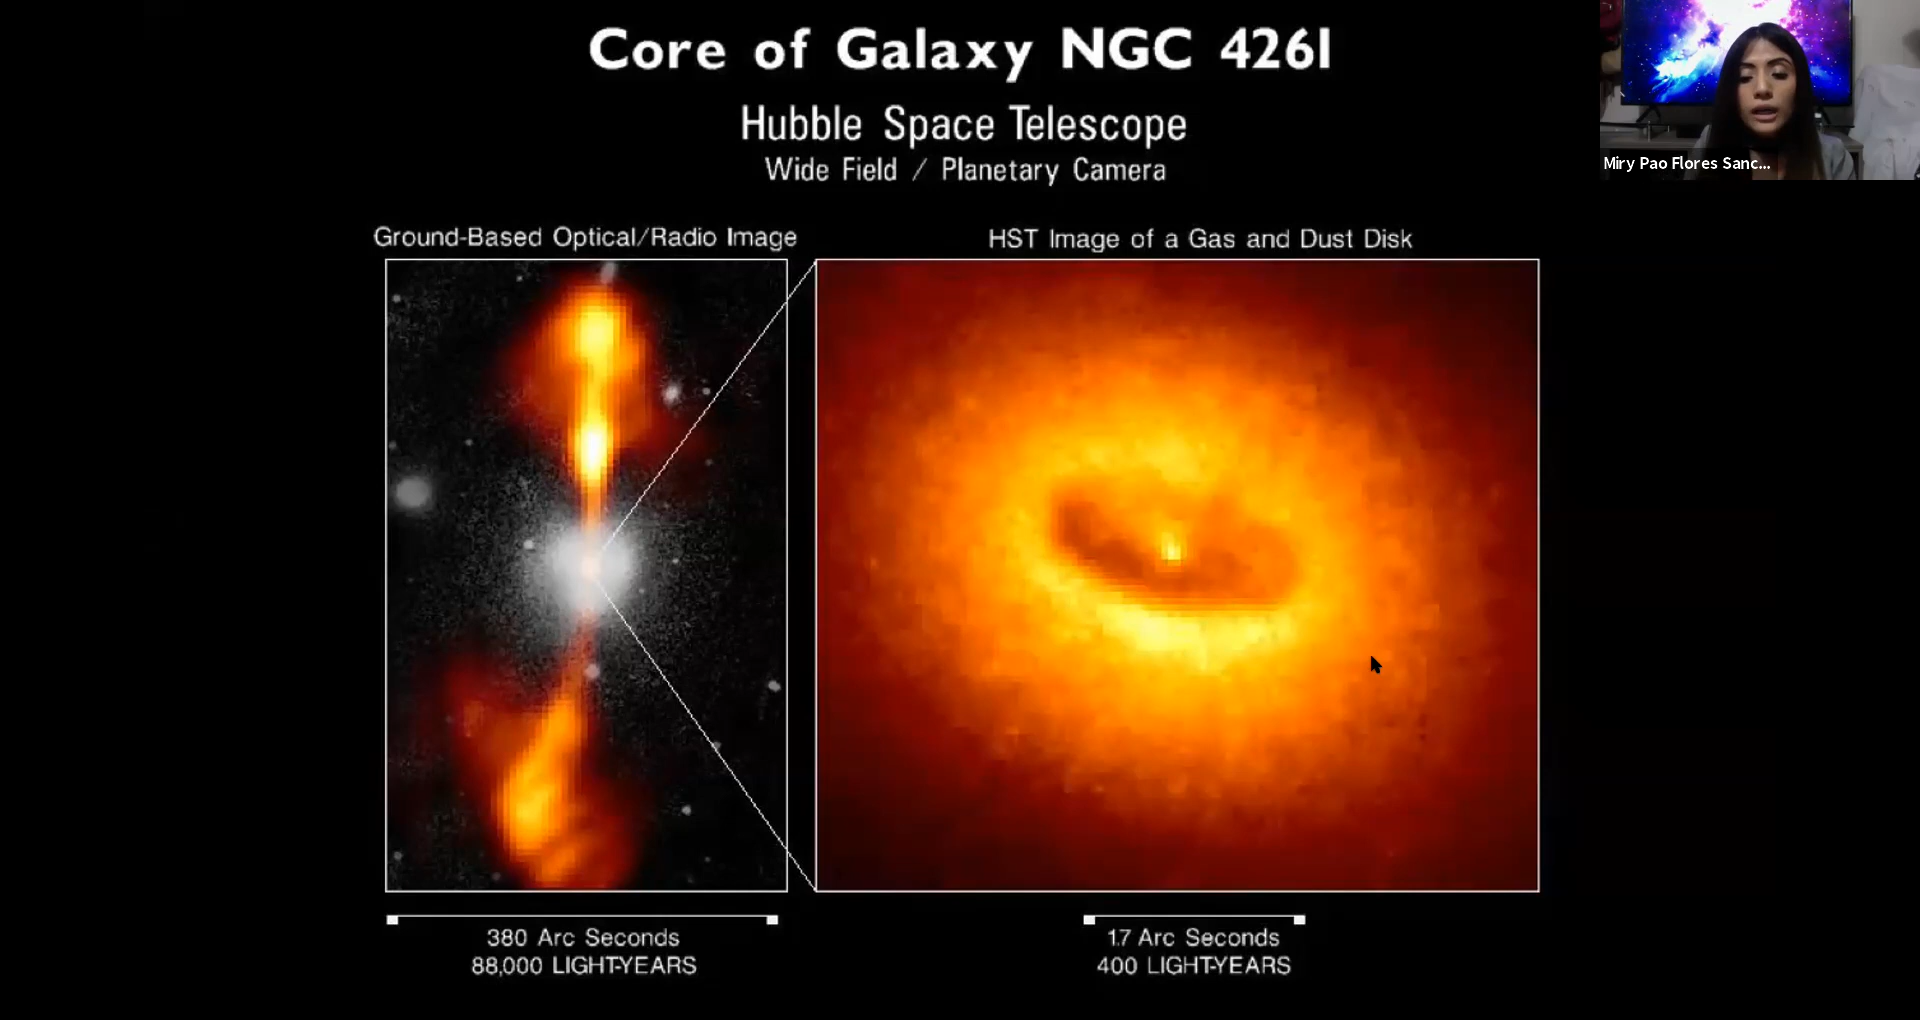 Core of Galaxy NGC 4261
Hubble Space Telescope
Wide Field / Planetary Camera
Ground-Based Optical/Radio Image
HST Image of a Gas and Dust Disk
380 Arc Seconds
88,000 LIGHT-YEARS
1.7 Arc Seconds
400 LIGHT-YEARS
Miry Pao Flores Sanc...